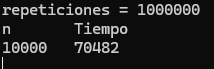 repeticiones = 1000000
n       Tiempo
10000   70482